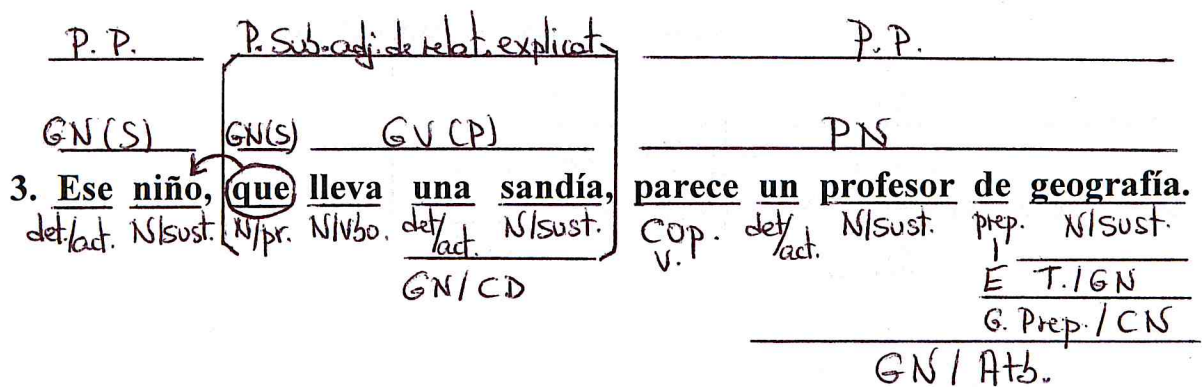 P. P. P. Sub. adj. de relat. explicat. P. P.
GN (S) GN(S) GV (P) PN
3. Ese niño, que lleva una sandía, parece un profesor de geografía.
det./act. N/sust. N/pr. N/vbo. det/act. N/sust. COP. V. det/act. N/sust. prep. N/sust.
GN / CD E T. / GN
G. Prep. / CN
GN / Atb.